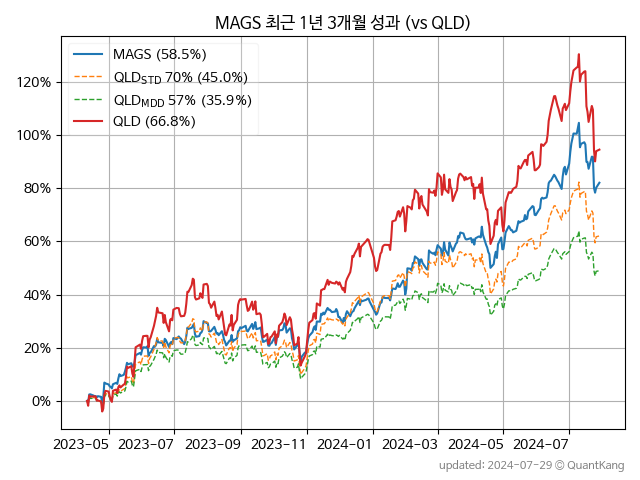 MAGS 최근 1년 3개월 성과 (vs QLD)
MAGS (58.5%)
QLD_STD 70% (45.0%)
QLD_MDD 57% (35.9%)
QLD (66.8%)
120%
100%
80%
60%
40%
20%
0%
2023-05 2023-07 2023-09 2023-11 2024-01 2024-03 2024-05 2024-07
updated: 2024-07-29 © QuantKang